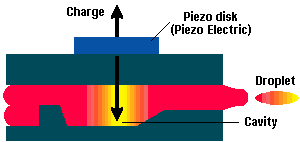 Charge
Piezo disk
(Piezo Electric)
Droplet
Cavity